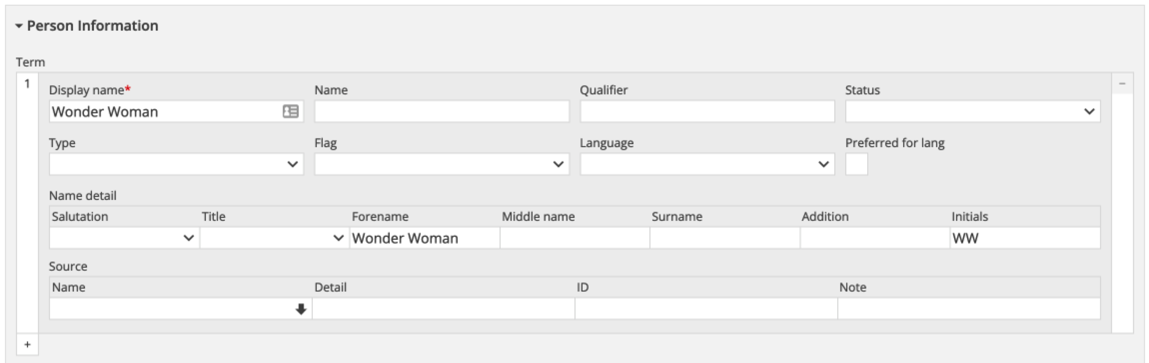 Person Information
Term
1
Display name* Name Qualifier Status
Wonder Woman
Type Flag Language Preferred for lang
Name detail
Salutation Title Forename Middle name Surname Addition Initials
Wonder Woman WW
Source
Name Detail ID Note
+